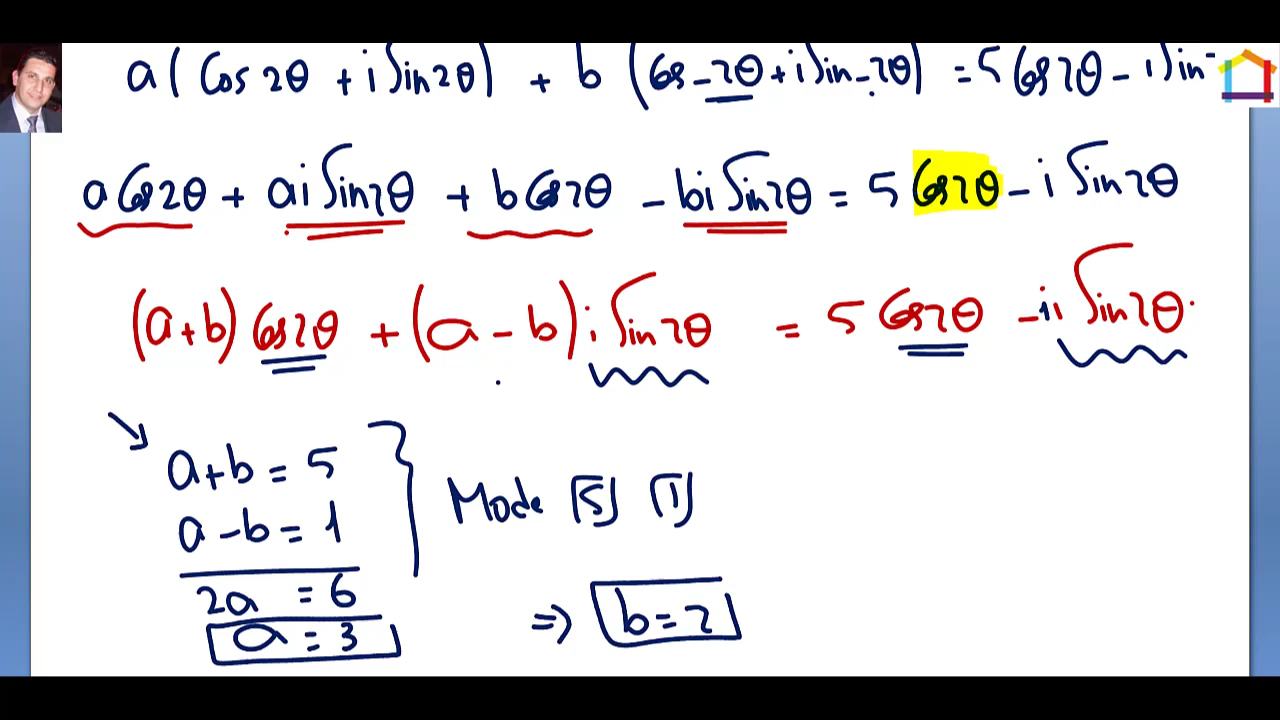 a ( Cos 2θ + i Sin 2θ ) + b ( Cos -2θ + i Sin -2θ ) = 5 Cos 2θ - i Sin
a Cos 2θ + ai Sin 2θ + b Cos 2θ - bi Sin 2θ = 5 Cos 2θ - i Sin 2θ
(a+b) Cos 2θ + (a - b) i Sin 2θ = 5 Cos 2θ - i Sin 2θ.
a+b = 5
Mode [5] [1]
a - b = 1
2a = 6
a = 3 ⇒ b = 2